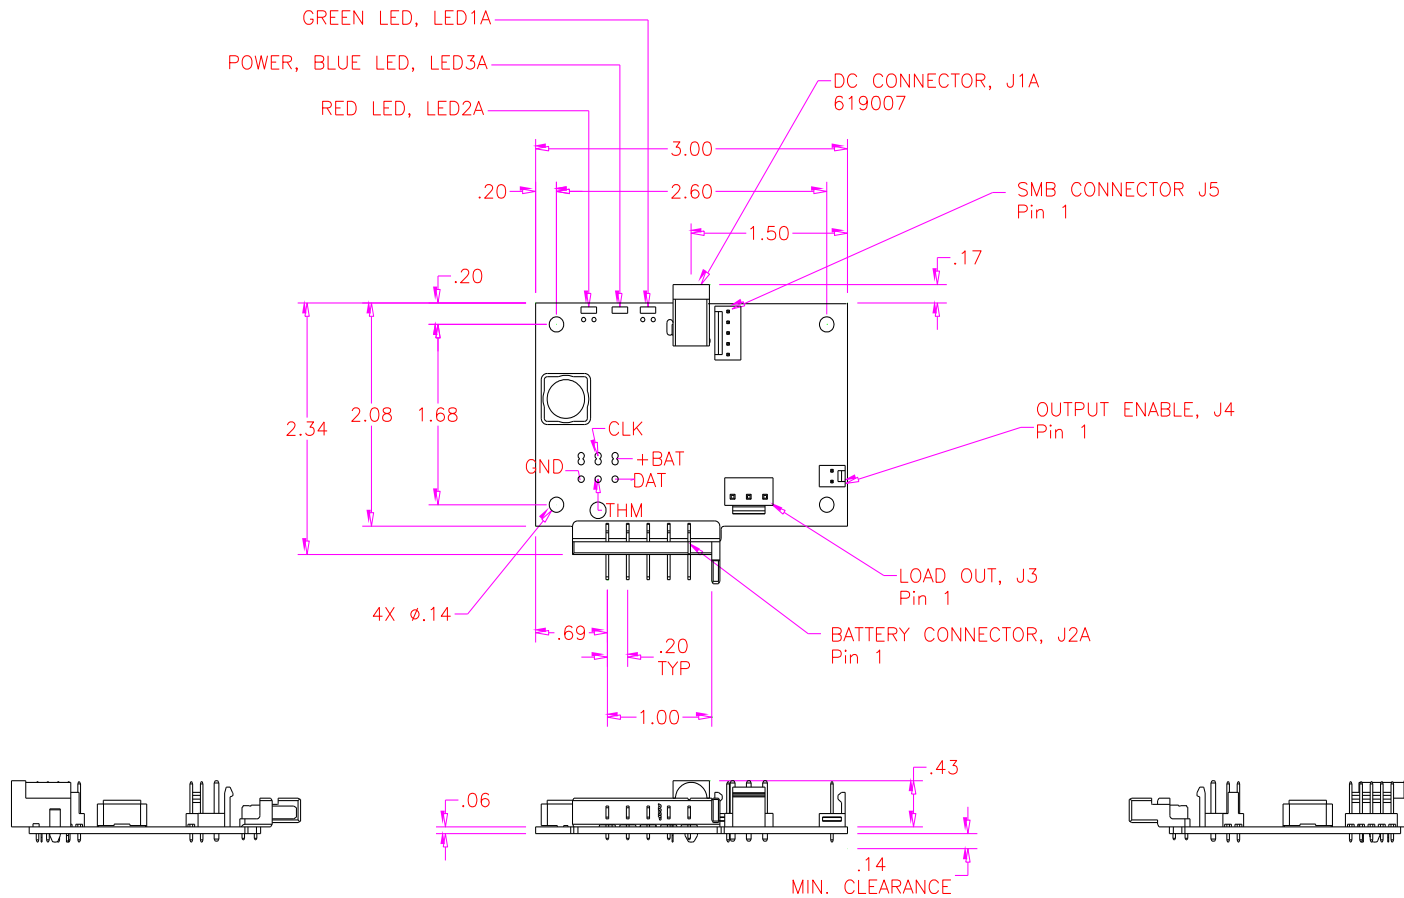 GREEN LED, LED1A
POWER, BLUE LED, LED3A
RED LED, LED2A
DC CONNECTOR, J1A
619007
3.00
.20
2.60
SMB CONNECTOR J5
Pin 1
1.50
.17
.20
2.34
2.08
1.68
OUTPUT ENABLE, J4
Pin 1
CLK
GND
+BAT
DAT
THM
LOAD OUT, J3
Pin 1
4X ø.14
.69
.20
TYP
BATTERY CONNECTOR, J2A
Pin 1
1.00
.06
.43
.14
MIN. CLEARANCE